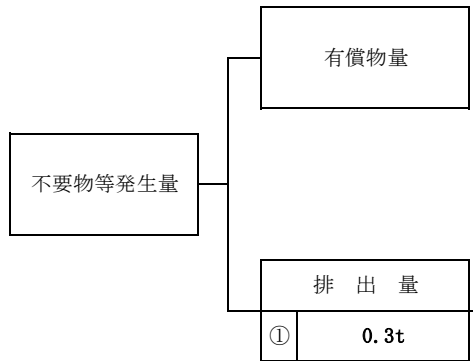 有償物量
不要物等発生量
排 出 量
① 0.3t